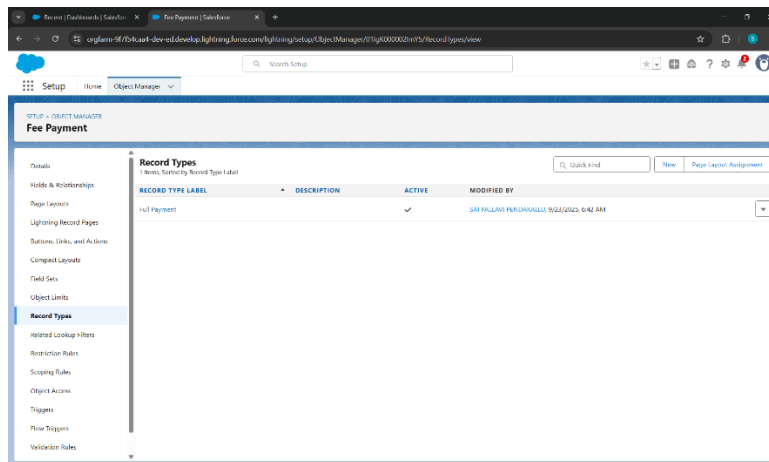 Recent | Dashboards | Salesfor
Fee Payment | Salesforce
orgfarm-9f7f54caa4-dev-ed.develop.lightning.force.com/lightning/setup/ObjectManager/01IgK000002ImY5/RecordTypes/view
Search Setup
Setup Home Object Manager
SETUP > OBJECT MANAGER
Fee Payment
Details
Fields & Relationships
Page Layouts
Lightning Record Pages
Buttons, Links, and Actions
Compact Layouts
Field Sets
Object Limits
Record Types
Related Lookup Filters
Restriction Rules
Scoping Rules
Object Access
Triggers
Flow Triggers
Validation Rules
Record Types
1 Items, Sorted by Record Type Label
Quick Find
New
Page Layout Assignment
RECORD TYPE LABEL DESCRIPTION ACTIVE MODIFIED BY
Full Payment SAI PALLAVI PENDAKALLU, 9/23/2025, 6:42 AM